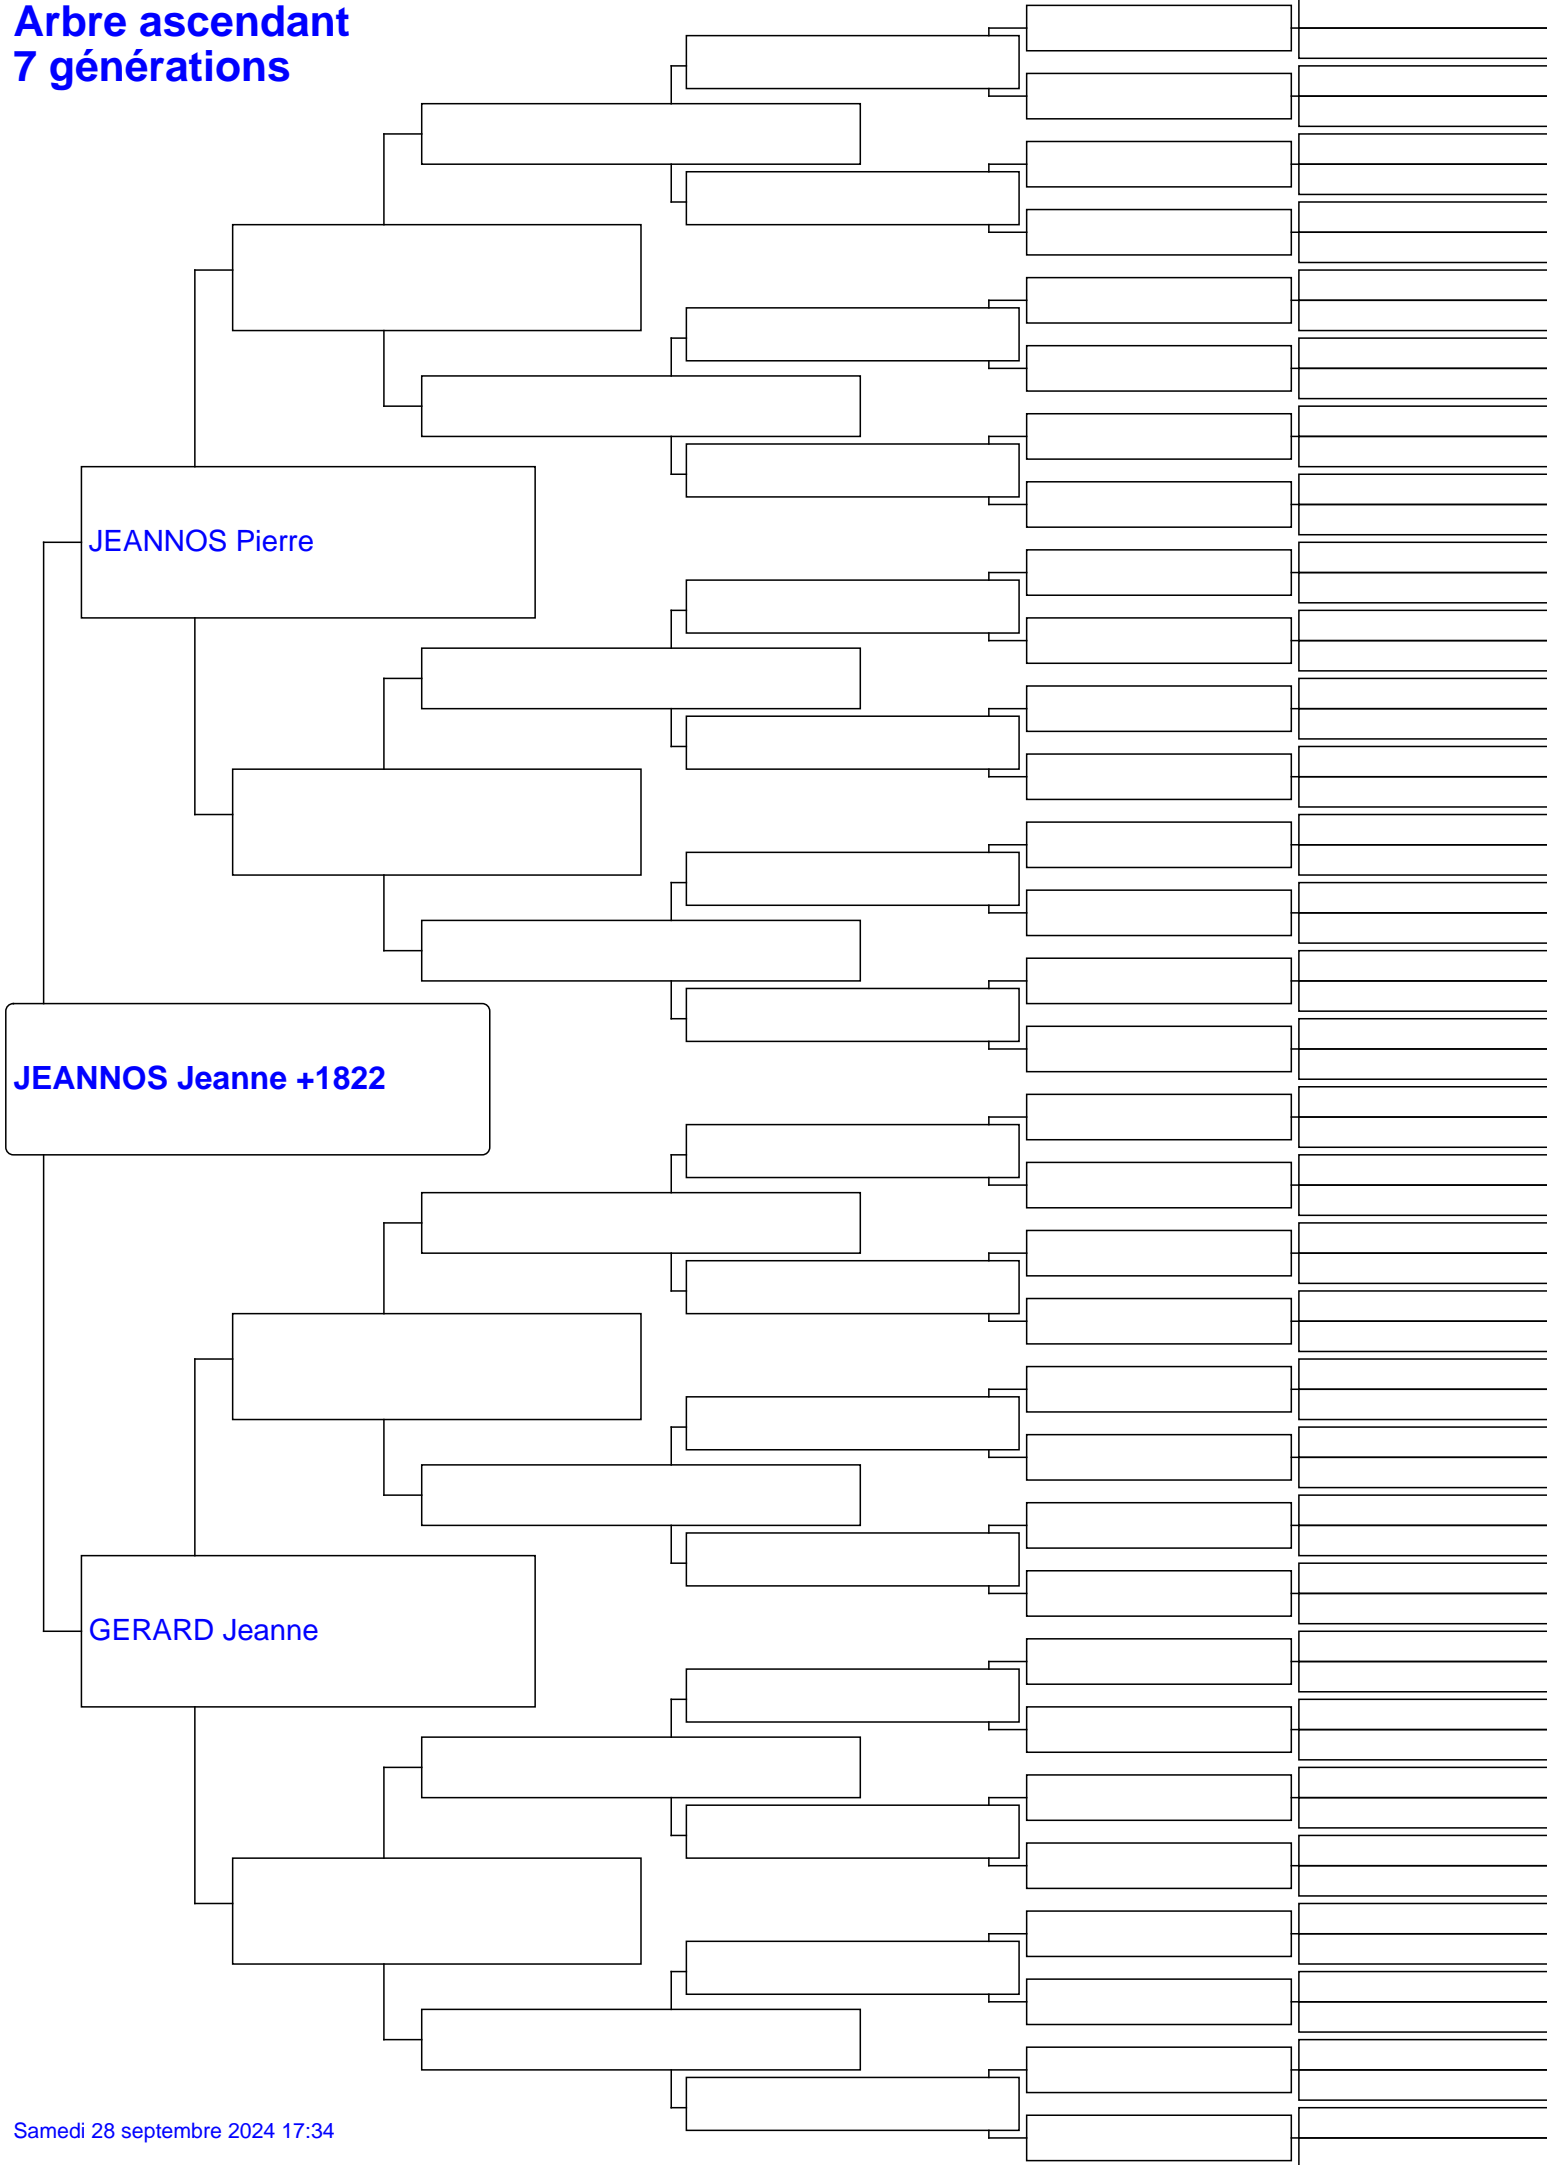 Arbre ascendant
7 générations
JEANNOS Pierre
JEANNOS Jeanne +1822
GERARD Jeanne
Samedi 28 septembre 2024 17:34